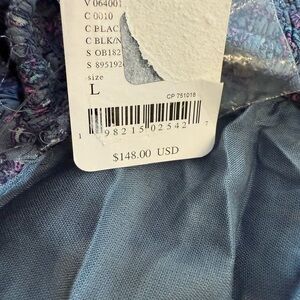 V 064001
C 0010
C BLAC
C BLK/N
S OB182
S 895192
size
L
CP 751018
1 98215 02542 7
$148.00 USD